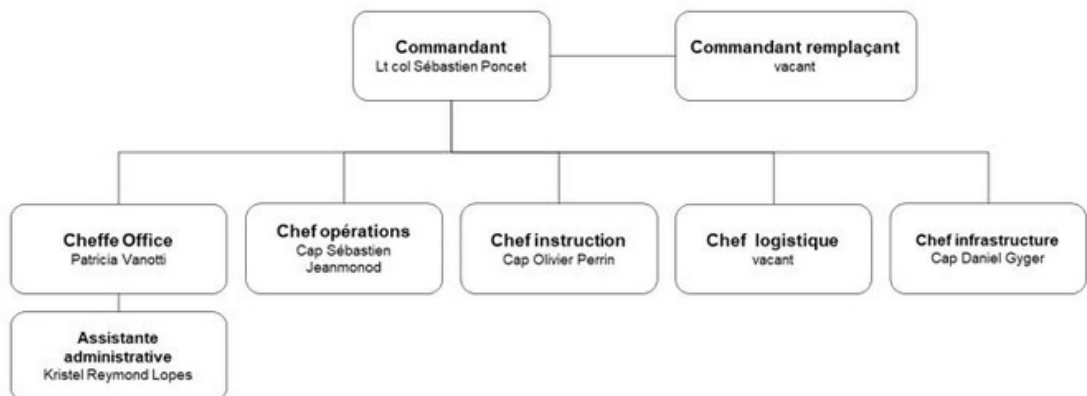 Commandant
Lt col Sébastien Poncet
Commandant remplaçant
vacant
Cheffe Office
Patricia Vanotti
Chef opérations
Cap Sébastien
Jeanmonod
Chef instruction
Cap Olivier Perrin
Chef logistique
vacant
Chef infrastructure
Cap Daniel Gyger
Assistante
administrative
Kristel Reymond Lopes